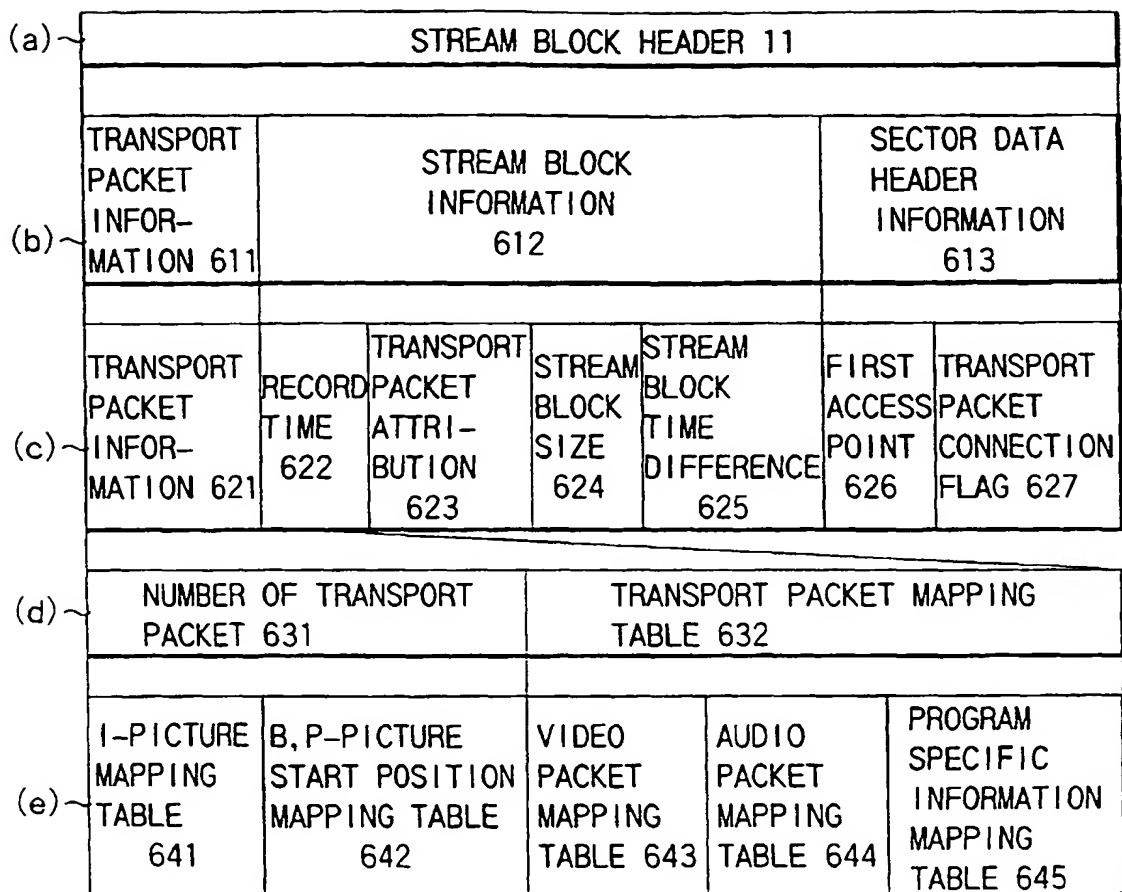 (a)
STREAM BLOCK HEADER 11
(b)
TRANSPORT
PACKET
INFOR-
MATION 611
STREAM BLOCK
INFORMATION
612
SECTOR DATA
HEADER
INFORMATION
613
(c)
TRANSPORT
PACKET
INFOR-
MATION 621
RECORD
TIME
622
TRANSPORT
PACKET
ATTRI-
BUTION
623
STREAM
BLOCK
SIZE
624
STREAM
BLOCK
TIME
DIFFERENCE
625
FIRST
ACCESS
POINT
626
TRANSPORT
PACKET
CONNECTION
FLAG 627
(d)
NUMBER OF TRANSPORT
PACKET 631
TRANSPORT PACKET MAPPING
TABLE 632
(e)
I-PICTURE
MAPPING
TABLE
641
B,P-PICTURE
START POSITION
MAPPING TABLE
642
VIDEO
PACKET
MAPPING
TABLE 643
AUDIO
PACKET
MAPPING
TABLE 644
PROGRAM
SPECIFIC
INFORMATION
MAPPING
TABLE 645